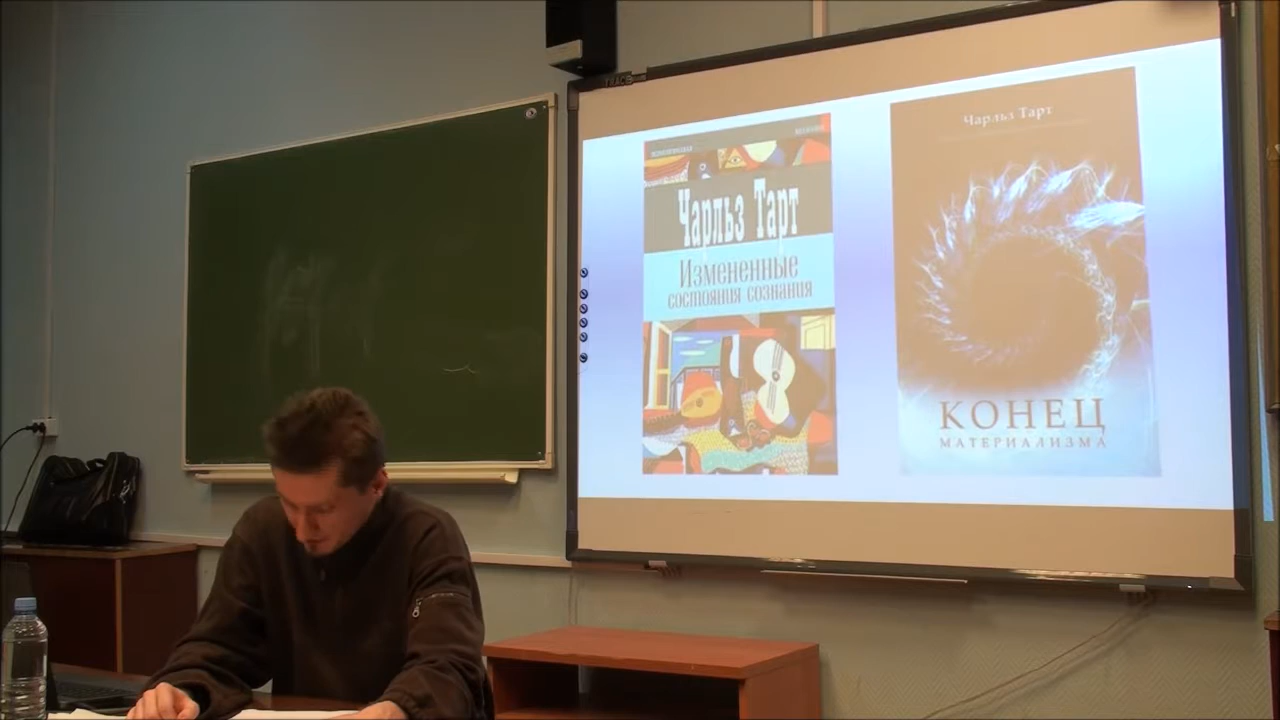 Чарльз Тарт
Измененные
состояния сознания
Чарльз Тарт
КОНЕЦ
МАТЕРИАЛИЗМА